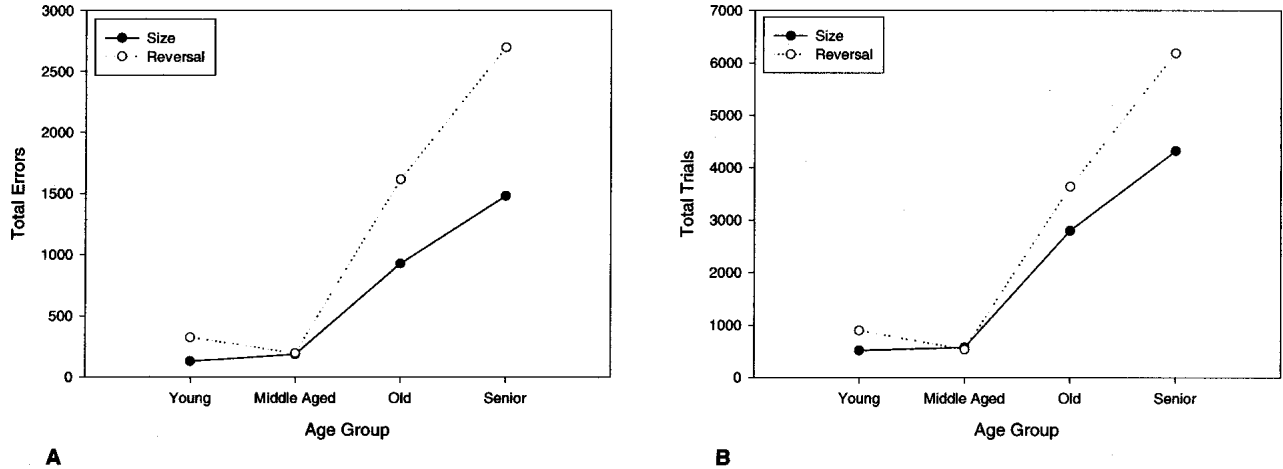 Size
Reversal
3000
2500
2000
1500
1000
500
0
Total Errors
Young
Middle Aged
Old
Senior
Age Group
A
Size
Reversal
7000
6000
5000
4000
3000
2000
1000
0
Total Trials
Young
Middle Aged
Old
Senior
Age Group
B